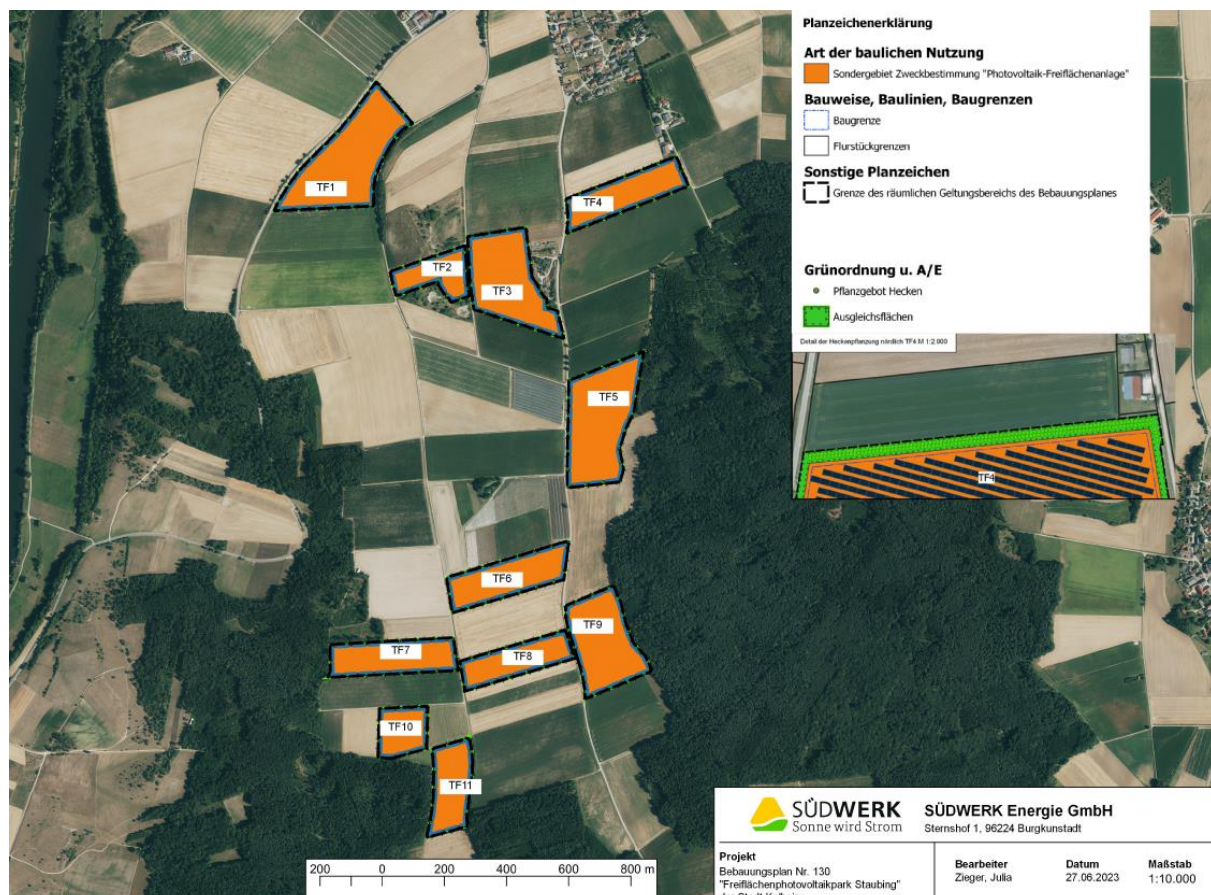 Planzeichenerklärung
Art der baulichen Nutzung
Sondergebiet Zweckbestimmung "Photovoltaik-Freiflächenanlage"
Bauweise, Baulinien, Baugrenzen
Baugrenze
Flurstückgrenzen
Sonstige Planzeichen
Grenze des räumlichen Geltungsbereichs des Bebauungsplanes
Grünordnung u. A/E
Pflanzgebot Hecken
Ausgleichsflächen
Detail der Heckenpflanzung nördlich TF4 M 1:2.000
TF4
TF1
TF4
TF2
TF3
TF5
TF6
TF9
TF7
TF8
TF10
TF11
200 0 200 400 600 800 m
SÜDWERK
Sonne wird Strom
SÜDWERK Energie GmbH
Sternshof 1, 96224 Burgkunstadt
Projekt
Bebauungsplan Nr. 130
"Freiflächenphotovoltaikpark Staubing"
Bearbeiter
Zieger, Julia
Datum
27.06.2023
Maßstab
1:10.000